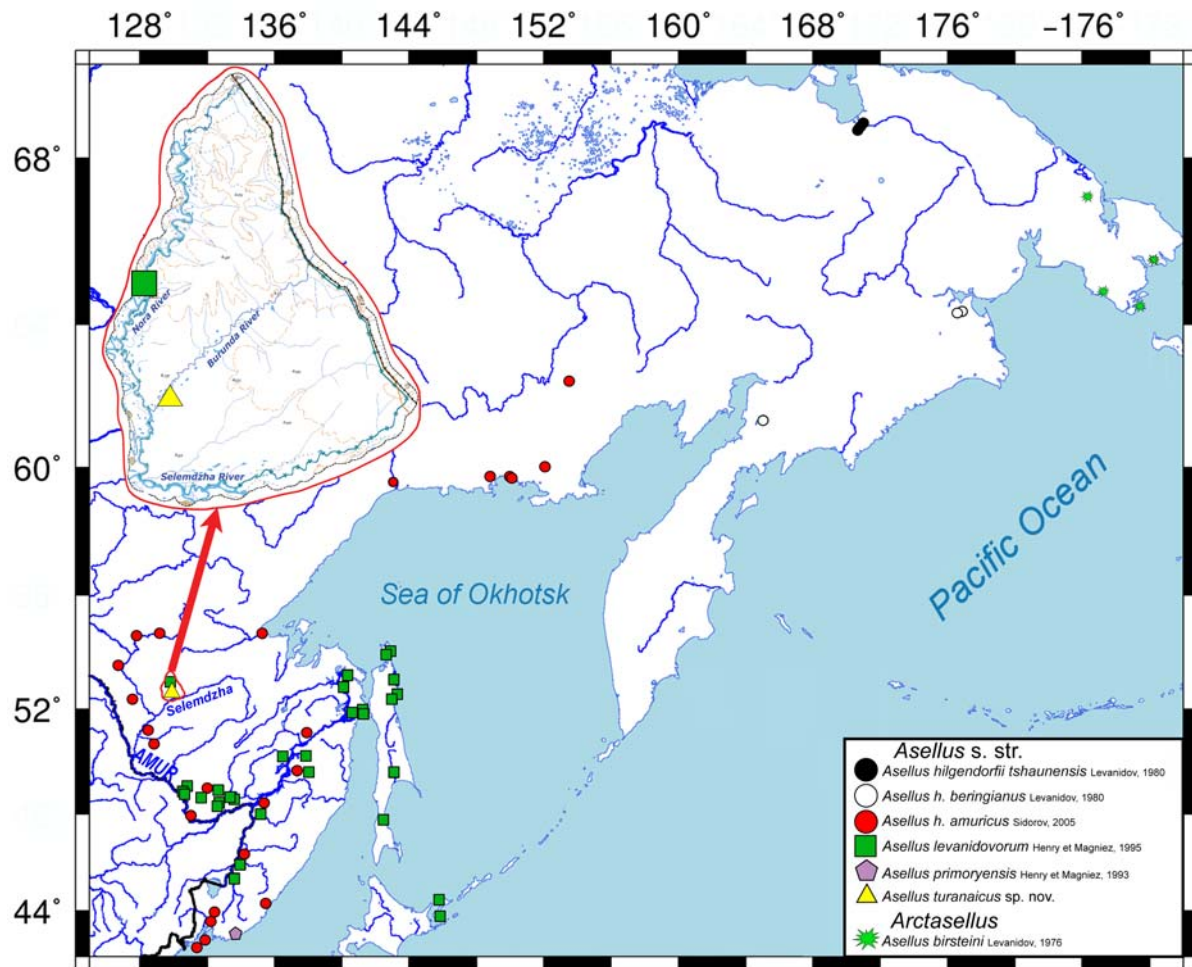 128° 136° 144° 152° 160° 168° 176° −176°
68°
60°
52°
44°
Nora River
Burunda River
Selemdzha River
Sea of Okhotsk
Pacific Ocean
Selemdzha
AMUR
Asellus s. str.
Asellus hilgendorfii tshaunensis Levanidov, 1980
Asellus h. beringianus Levanidov, 1980
Asellus h. amuricus Sidorov, 2005
Asellus levanidovorum Henry et Magniez, 1995
Asellus primoryensis Henry et Magniez, 1993
Asellus turanaicus sp. nov.
Arctasellus
Asellus birsteini Levanidov, 1976